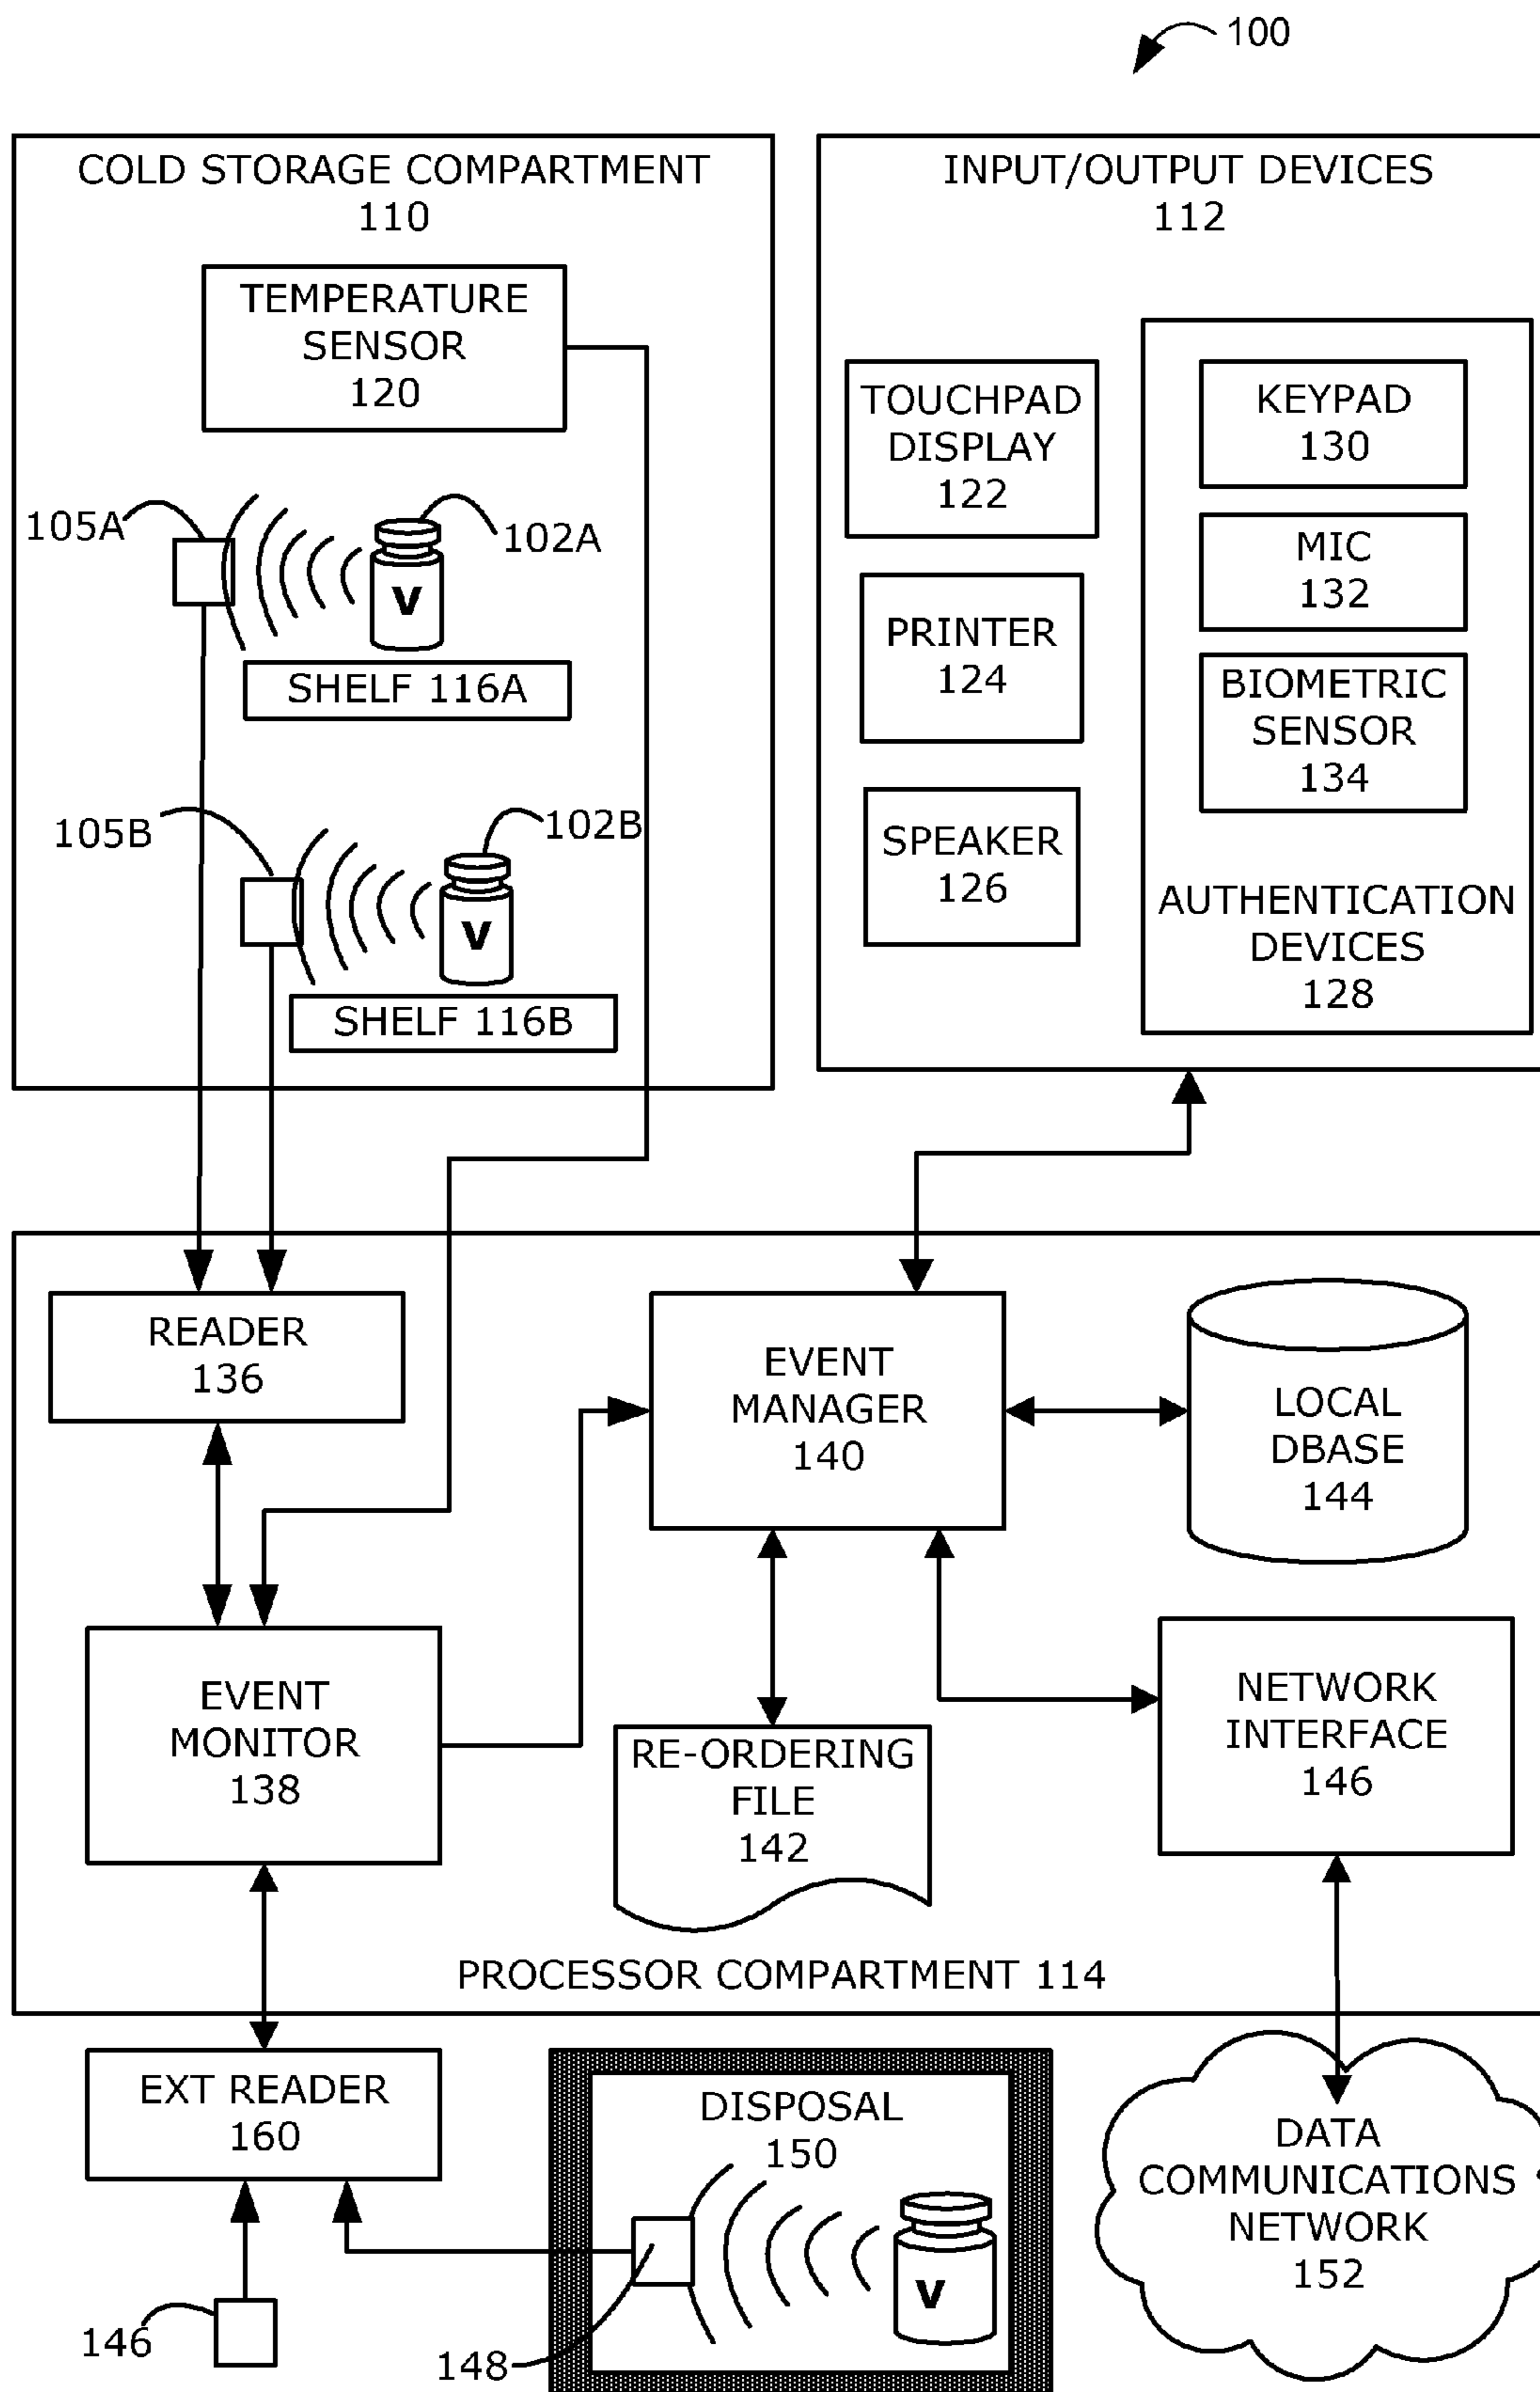 100
COLD STORAGE COMPARTMENT
110
TEMPERATURE
SENSOR
120
105A
102A
V
SHELF 116A
105B
102B
V
SHELF 116B
INPUT/OUTPUT DEVICES
112
TOUCHPAD
DISPLAY
122
PRINTER
124
SPEAKER
126
KEYPAD
130
MIC
132
BIOMETRIC
SENSOR
134
AUTHENTICATION
DEVICES
128
READER
136
EVENT
MANAGER
140
LOCAL
DBASE
144
EVENT
MONITOR
138
RE-ORDERING
FILE
142
NETWORK
INTERFACE
146
PROCESSOR COMPARTMENT 114
EXT READER
160
DISPOSAL
150
V
148
146
DATA
COMMUNICATIONS
NETWORK
152